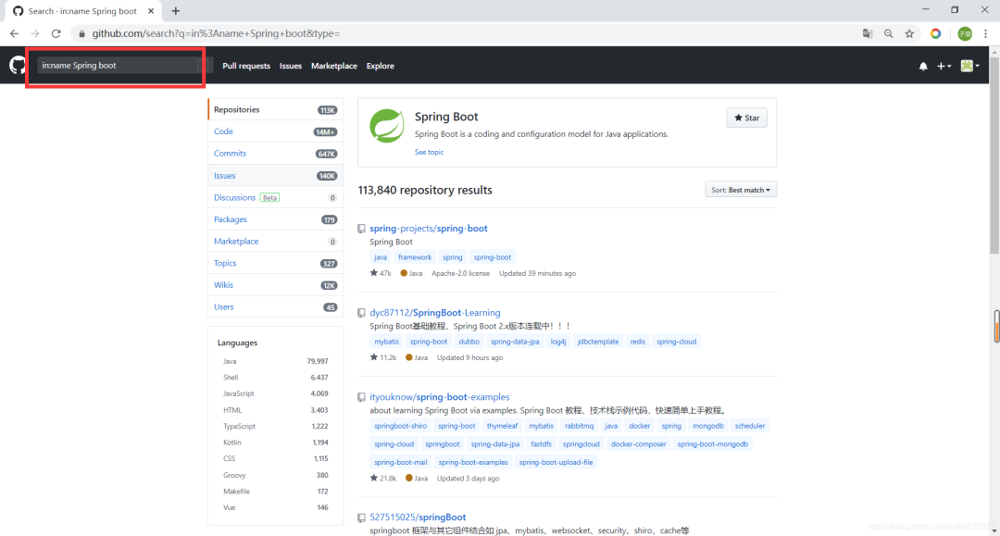 Search · in:name Spring boot
github.com/search?q=in%3Aname+Spring+boot&type=
in:name Spring boot
Pull requests Issues Marketplace Explore
Repositories 113K
Code 14M+
Commits 647K
Issues 140K
Discussions Beta 0
Packages 179
Marketplace 0
Topics 327
Wikis 12K
Users 45
Languages
Java 79,997
Shell 6,437
JavaScript 4,069
HTML 3,403
TypeScript 1,222
Kotlin 1,194
CSS 1,115
Groovy 380
Makefile 172
Vue 146
Spring Boot
Star
Spring Boot is a coding and configuration model for Java applications.
See topic
113,840 repository results
Sort: Best match
spring-projects/spring-boot
Spring Boot
java framework spring spring-boot
47k Java Apache-2.0 license Updated 39 minutes ago
dyc87112/SpringBoot-Learning
Spring Boot基础教程，Spring Boot 2.x版本连载中！！！
mybatis spring-boot dubbo spring-data-jpa log4j jdbctemplate redis spring-cloud
11.2k Java Updated 9 hours ago
ityouknow/spring-boot-examples
about learning Spring Boot via examples. Spring Boot 教程、技术栈示例代码，快速简单上手教程。
springboot-shiro spring-boot thymeleaf mybatis rabbitmq java docker spring mongodb scheduler
spring-cloud springboot spring-data-jpa fastdfs springcloud docker-composer spring-boot-mongodb
spring-boot-mail spring-boot-examples spring-boot-upload-file
21.8k Java Updated 3 days ago
527515025/springBoot
springboot 框架与其它组件结合如 jpa、mybatis、websocket、security、shiro、cache等